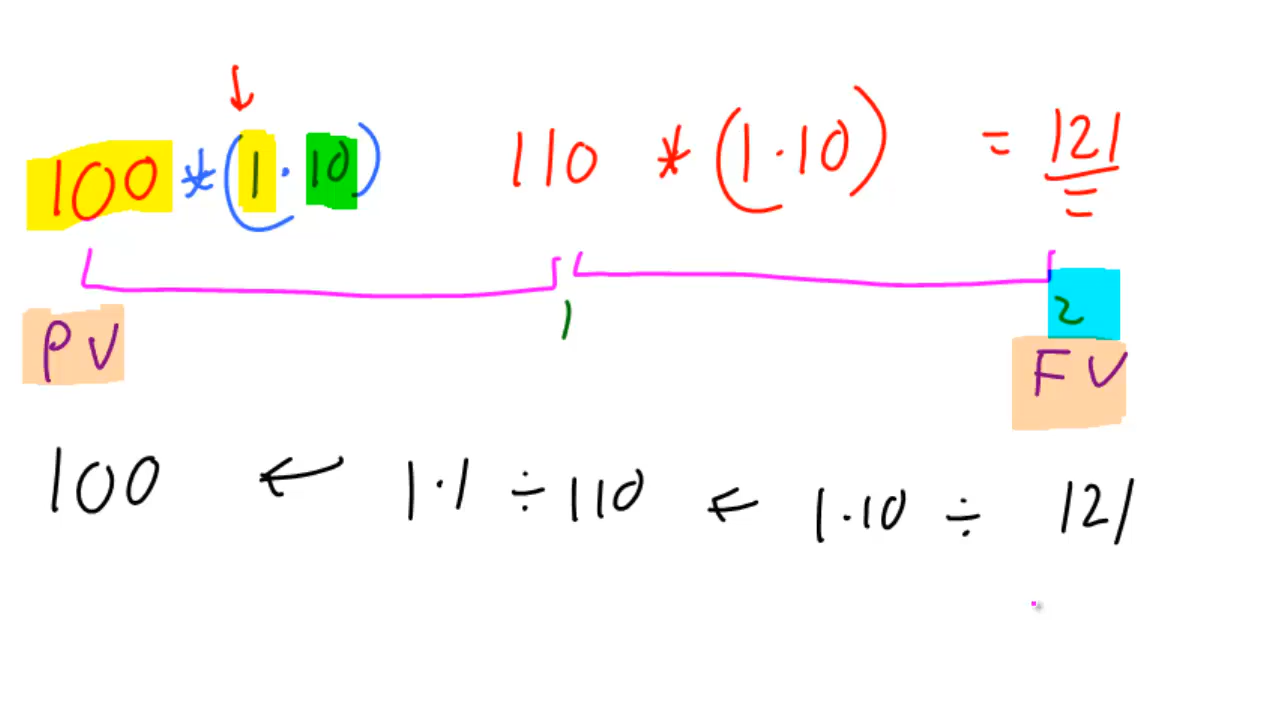 100 * (1.10) 110 * (1.10) = 121
1 2
PV FV
100 ← 1.1 ÷ 110 ← 1.10 ÷ 121